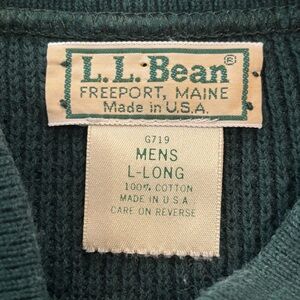 L.L.Bean®
FREEPORT, MAINE
Made in U.S.A.
G719
MENS
L-LONG
100% COTTON
MADE IN U S A
CARE ON REVERSE